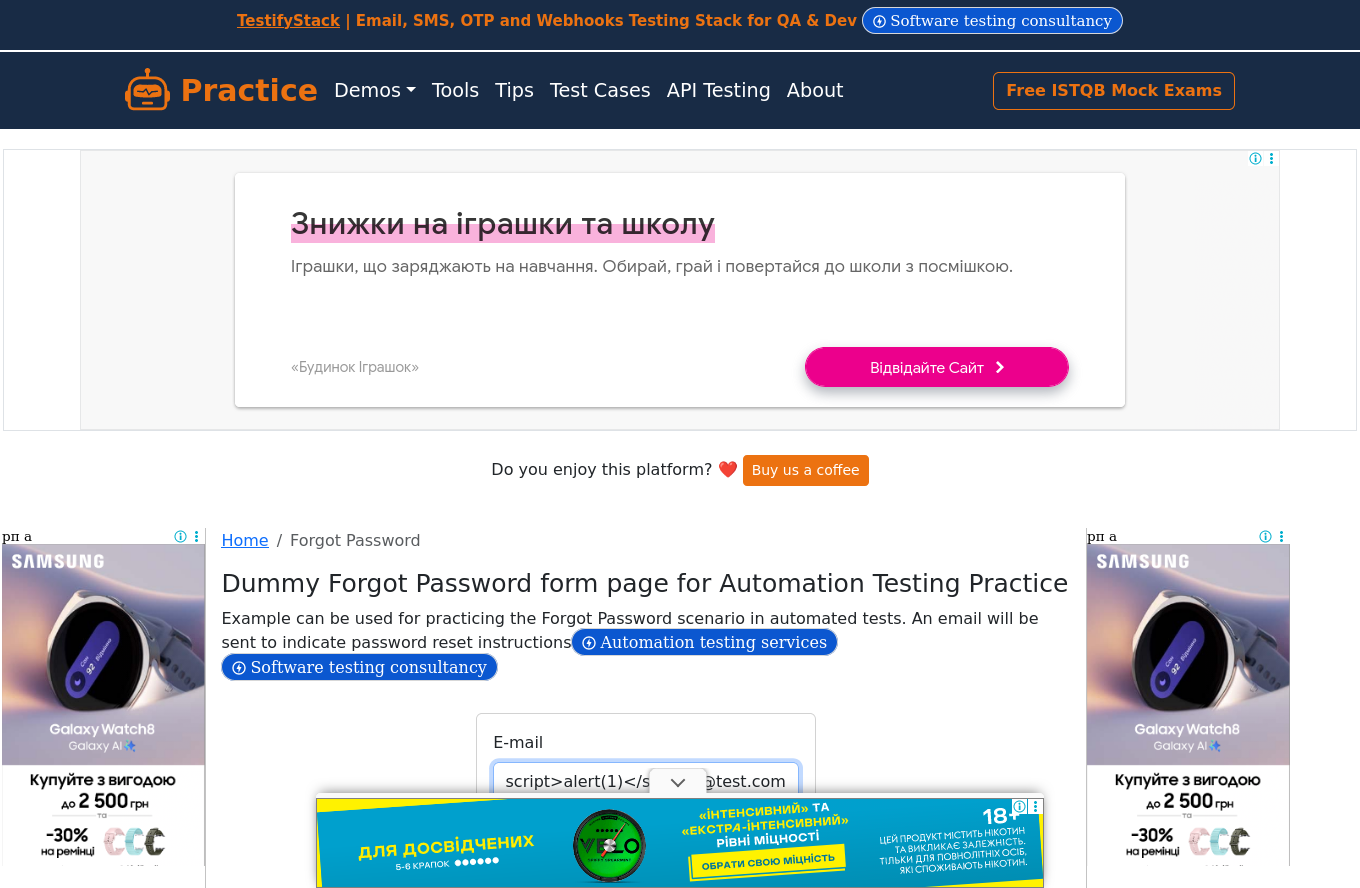 TestifyStack | Email, SMS, OTP and Webhooks Testing Stack for QA & Dev Software testing consultancy
Practice Demos Tools Tips Test Cases API Testing About Free ISTQB Mock Exams
Знижки на іграшки та школу
Іграшки, що заряджають на навчання. Обирай, грай і повертайся до школи з посмішкою.
«Будинок Іграшок» Відвідайте Сайт
Do you enjoy this platform? ❤️ Buy us a coffee
рп а
SAMSUNG
92
Galaxy Watch8
Galaxy AI
Купуйте з вигодою
до 2 500 грн
та
-30%
на ремінці
Home / Forgot Password
Dummy Forgot Password form page for Automation Testing Practice
Example can be used for practicing the Forgot Password scenario in automated tests. An email will be
sent to indicate password reset instructions Automation testing services
Software testing consultancy
E-mail
script>alert(1)</s @test.com
рп а
SAMSUNG
92
Galaxy Watch8
Galaxy AI
Купуйте з вигодою
до 2 500 грн
та
-30%
на ремінці
ДЛЯ ДОСВІДЧЕНИХ
5-6 КРАПОК
VELO
«ІНТЕНСИВНИЙ» ТА
«ЕКСТРА-ІНТЕНСИВНИЙ»
РІВНІ МІЦНОСТІ
ОБРАТИ СВОЮ МІЦНІСТЬ
18+
ЦЕЙ ПРОДУКТ МІСТИТЬ НІКОТИН
ТА ВИКЛИКАЄ ЗАЛЕЖНІСТЬ.
ТІЛЬКИ ДЛЯ ПОВНОЛІТНІХ ОСІБ,
ЯКІ СПОЖИВАЮТЬ НІКОТИН.